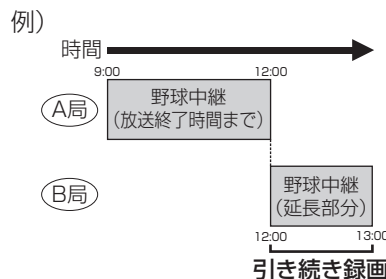 例）
時間
9:00 12:00
A局
野球中継
（放送終了時間まで）
B局
野球中継
（延長部分）
12:00 13:00
引き続き録画